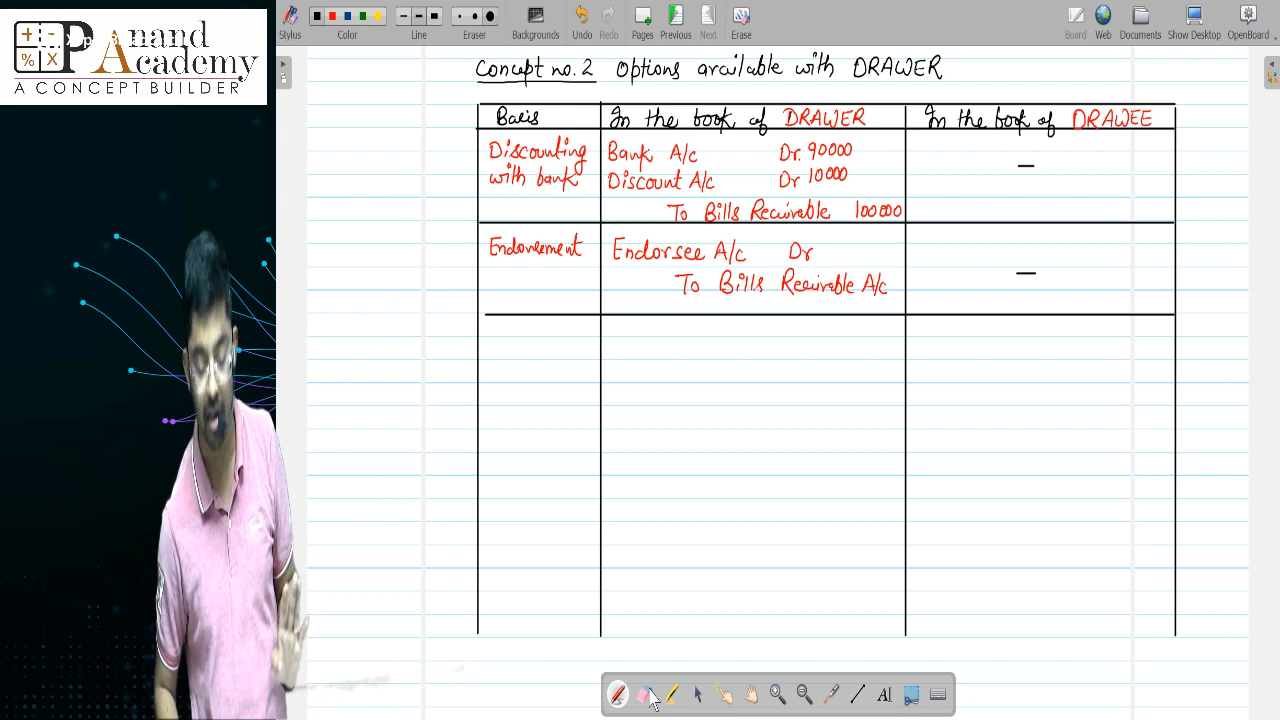 Stylus
Color
Line
Eraser
Backgrounds
Undo
Redo
Pages
Previous
Next
Erase
Board
Web
Documents
Show Desktop
OpenBoard
P Anand
Academy
A CONCEPT BUILDER
Concept no. 2 Options available with DRAWER
Basis
In the book of DRAWER
In the book of DRAWEE
Discounting
with bank
Bank A/c Dr. 90000
Discount A/c Dr 10000
To Bills Receivable 100000
—
Endorsement
Endorsee A/c Dr
To Bills Receivable A/c
—